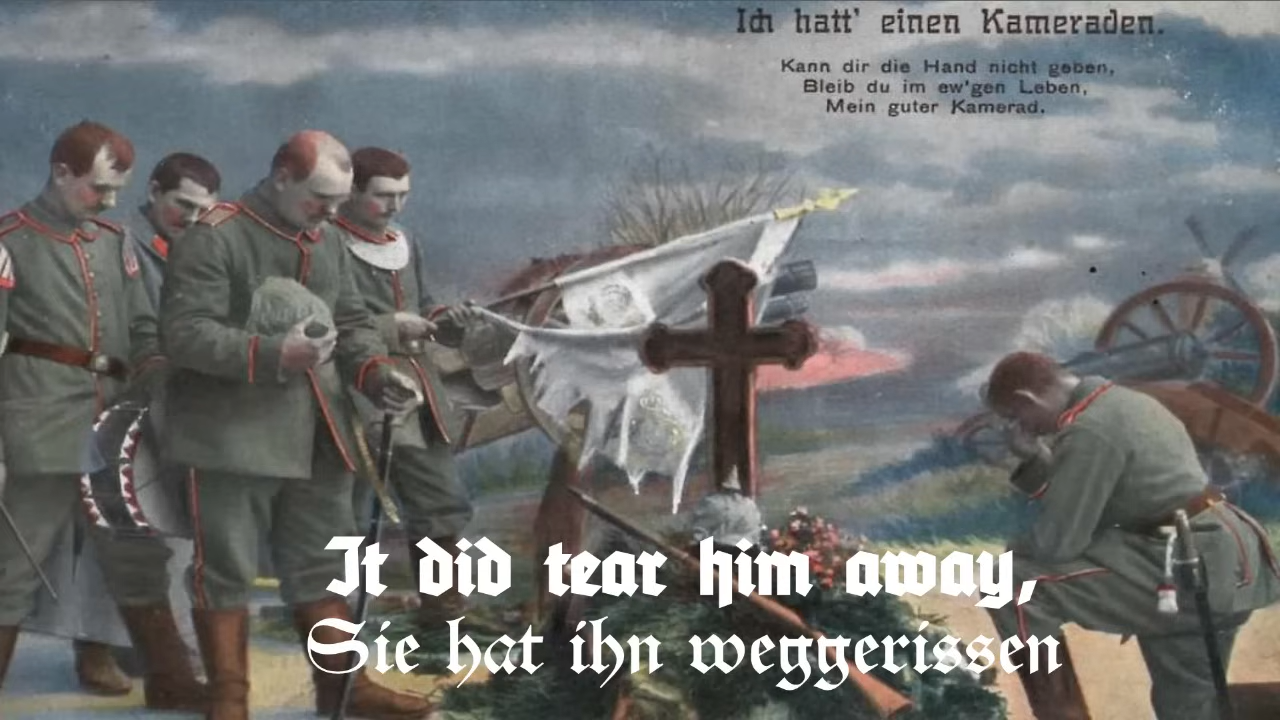 Ich hatt' einen Kameraden.
Kann dir die Hand nicht geben,
Bleib du im ew'gen Leben,
Mein guter Kamerad.
It did tear him away,
Sie hat ihn weggerissen